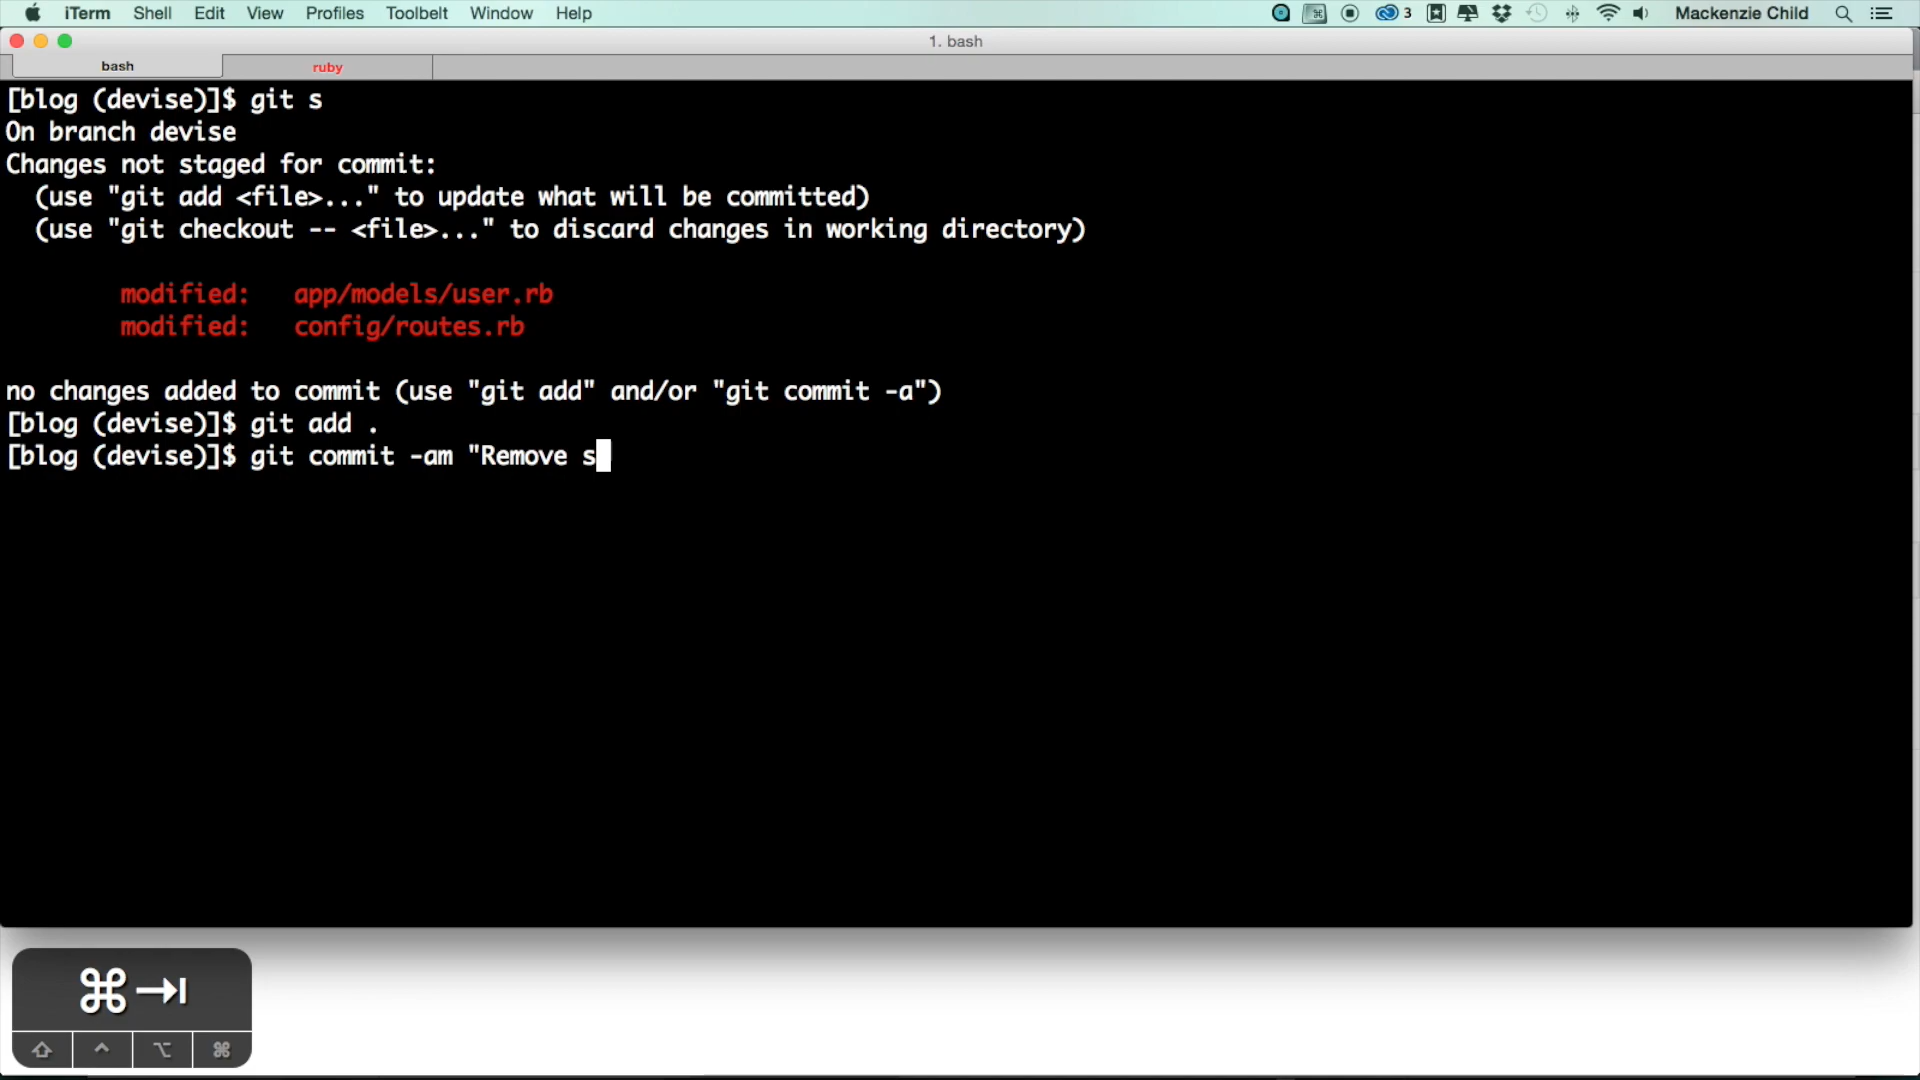 iTerm Shell Edit View Profiles Toolbelt Window Help 3 Mackenzie Child
1. bash
bash ruby
[blog (devise)]$ git s
On branch devise
Changes not staged for commit:
(use "git add <file>..." to update what will be committed)
(use "git checkout -- <file>..." to discard changes in working directory)
modified: app/models/user.rb
modified: config/routes.rb
no changes added to commit (use "git add" and/or "git commit -a")
[blog (devise)]$ git add .
[blog (devise)]$ git commit -am "Remove s